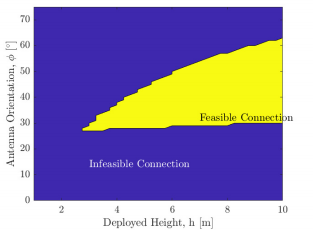 70
60
50
40
30
20
10
0
Antenna Orientation, ϕ [°]
Feasible Connection
Infeasible Connection
2 4 6 8 10
Deployed Height, h [m]